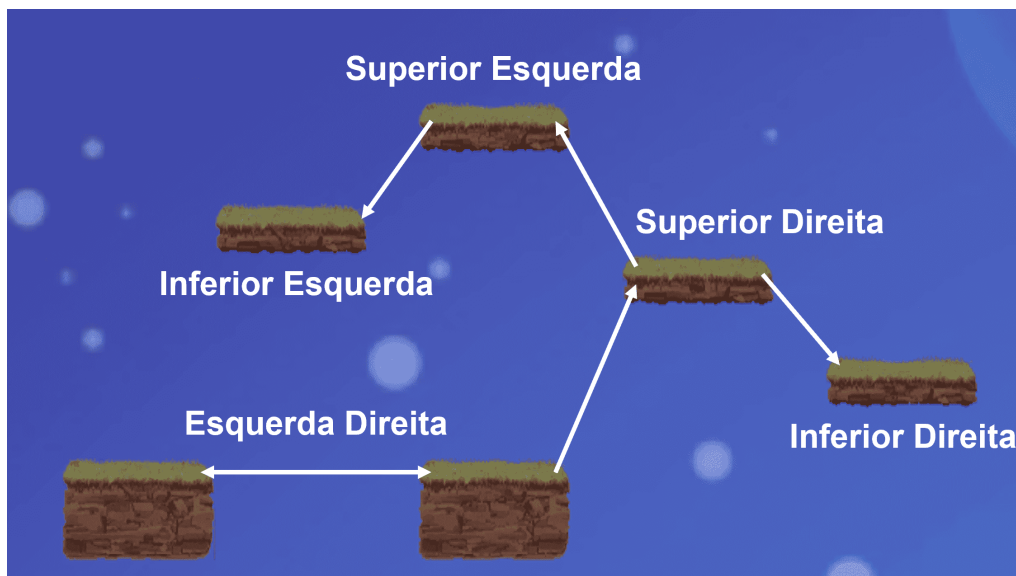 Superior Esquerda
Superior Direita
Inferior Esquerda
Esquerda Direita
Inferior Direita